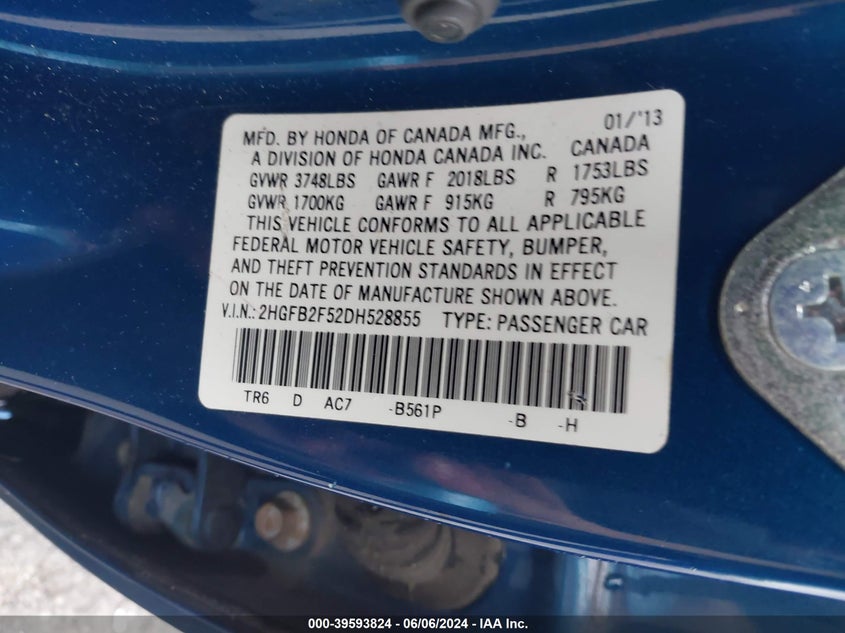 MFD. BY HONDA OF CANADA MFG., 01/'13
A DIVISION OF HONDA CANADA INC. CANADA
GVWR 3748LBS GAWR F 2018LBS R 1753LBS
GVWR 1700KG GAWR F 915KG R 795KG
THIS VEHICLE CONFORMS TO ALL APPLICABLE
FEDERAL MOTOR VEHICLE SAFETY, BUMPER,
AND THEFT PREVENTION STANDARDS IN EFFECT
ON THE DATE OF MANUFACTURE SHOWN ABOVE.
V.I.N.: 2HGFB2F52DH528855 TYPE: PASSENGER CAR
TR6 D AC7 -B561P -B -H
000-39593824 - 06/06/2024 - IAA Inc.